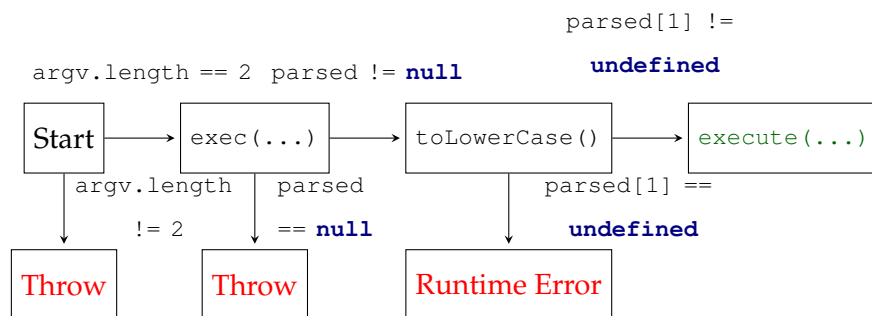 parsed[1] !=
undefined
argv.length == 2 parsed != null
Start exec(...) toLowerCase() execute(...)
argv.length parsed parsed[1] ==
!= 2 == null undefined
Throw Throw Runtime Error